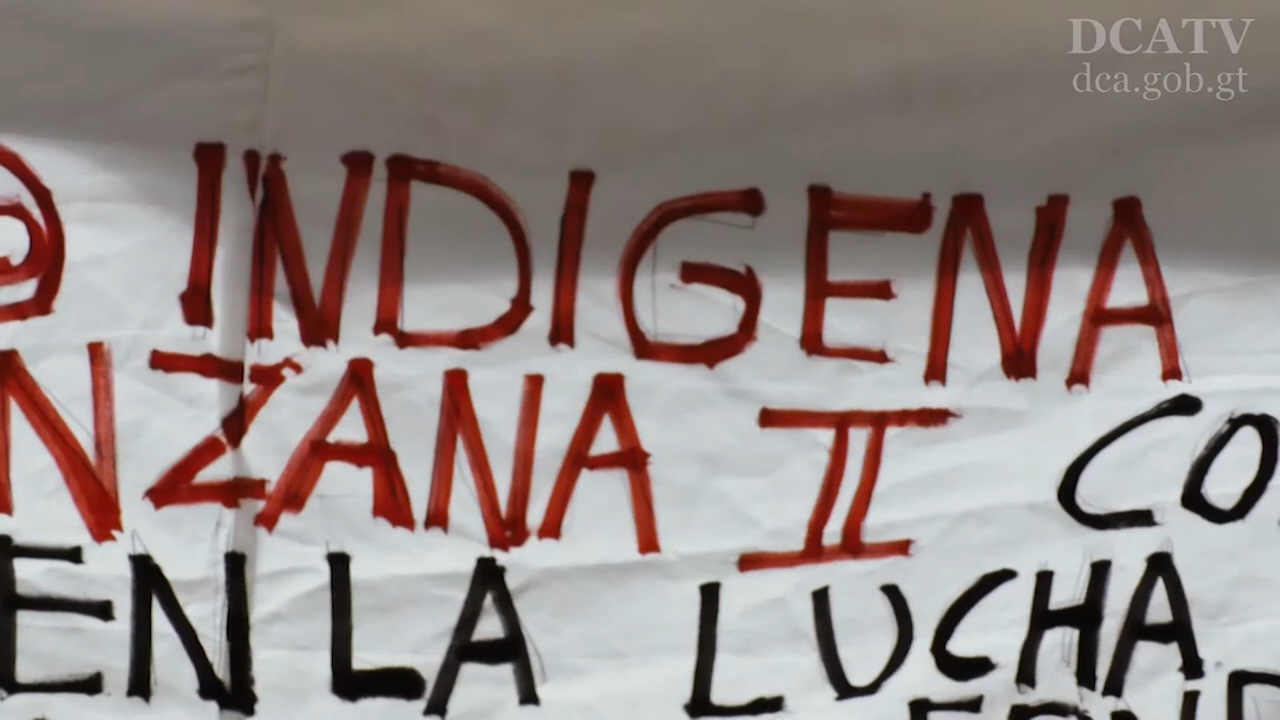 DCATV
dca.gob.gt
@ INDIGENA
NZANA II CO
EN LA LUCHA